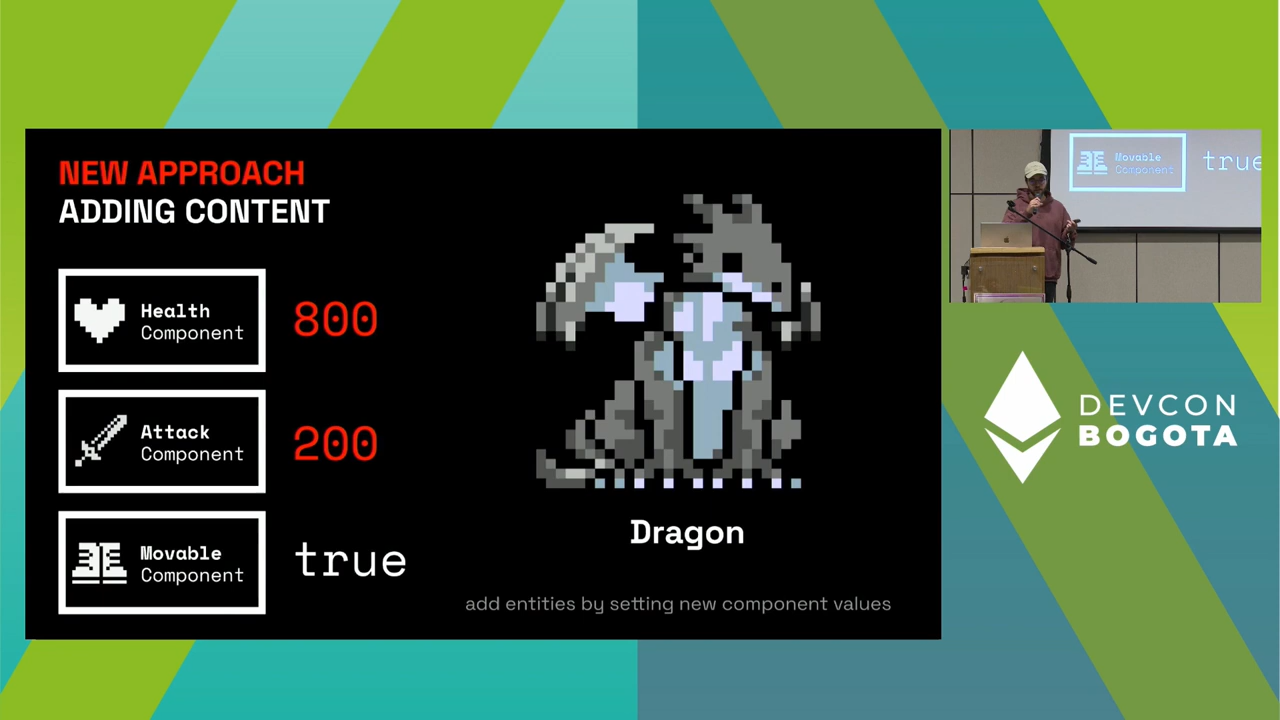 NEW APPROACH
ADDING CONTENT
Health
Component
800
Attack
Component
200
Movable
Component
true
Dragon
add entities by setting new component values
Movable
Component
true
DEVCON
BOGOTA